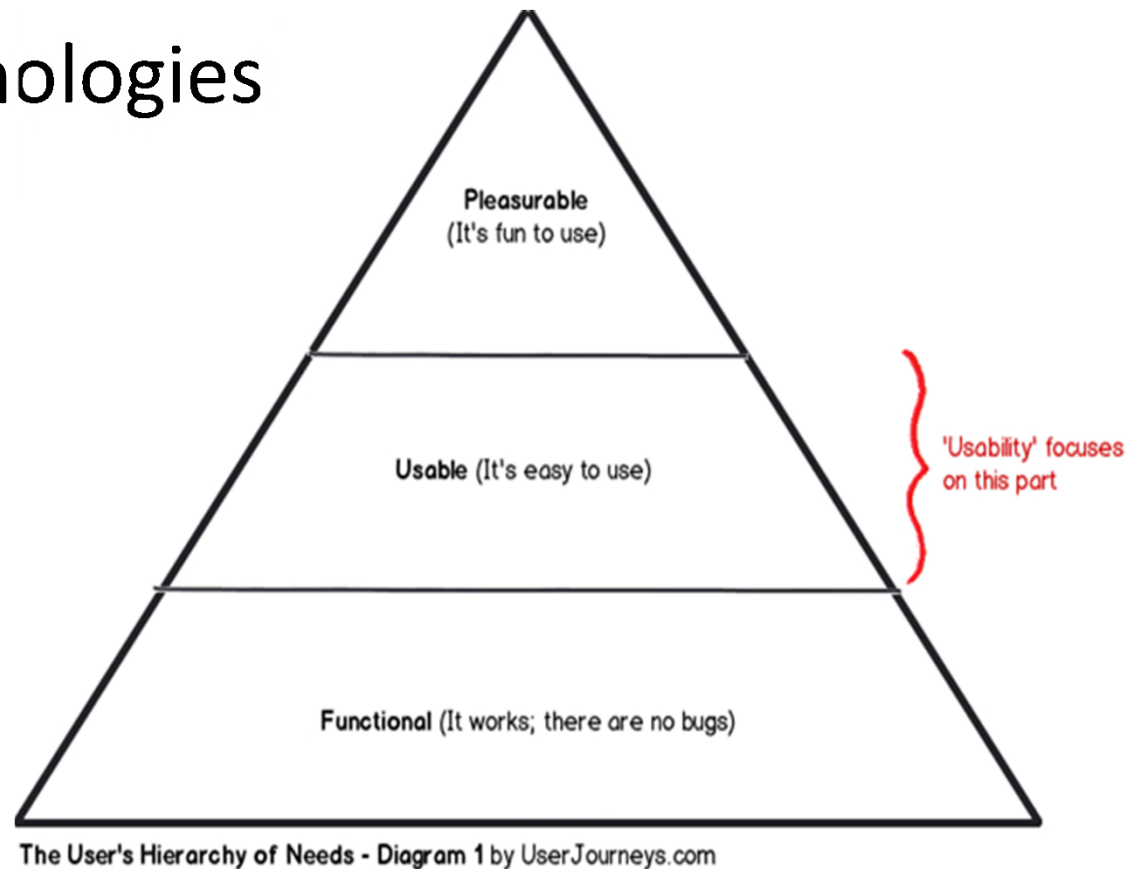 nologies
Pleasurable
(It's fun to use)
Usable (It's easy to use)
'Usability' focuses
on this part
Functional (It works; there are no bugs)
The User's Hierarchy of Needs - Diagram 1 by UserJourneys.com